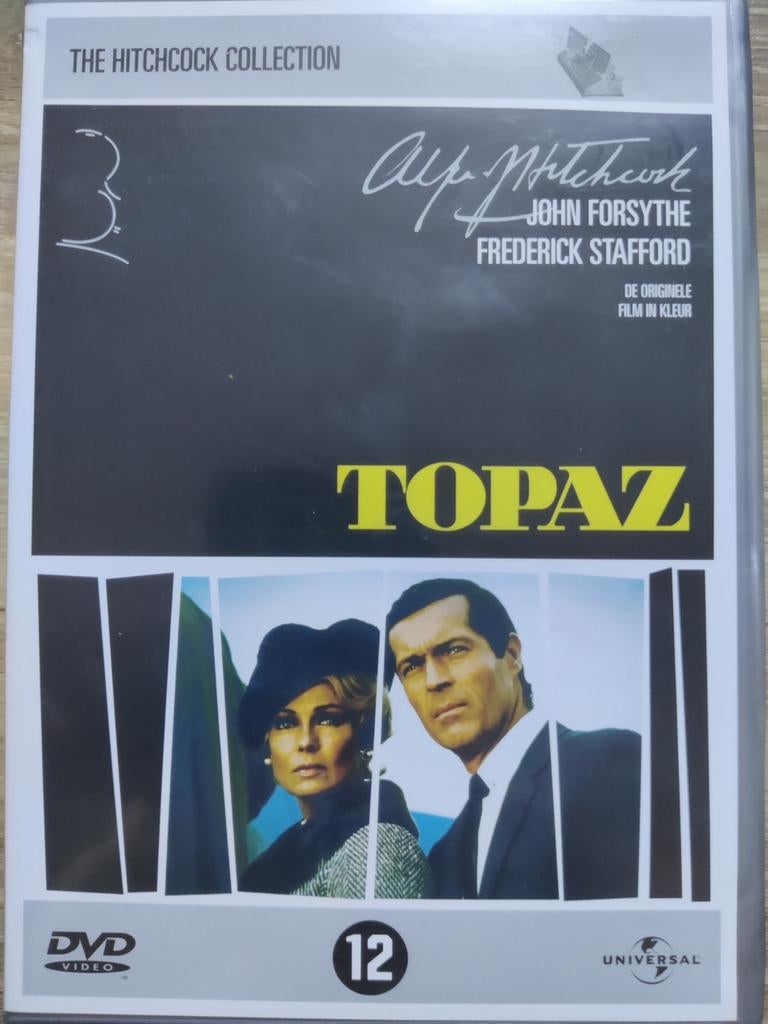 THE HITCHCOCK COLLECTION
Alfred Hitchcock
JOHN FORSYTHE
FREDERICK STAFFORD
DE ORIGINELE
FILM IN KLEUR
TOPAZ
DVD
VIDEO
TM
12
UNIVERSAL